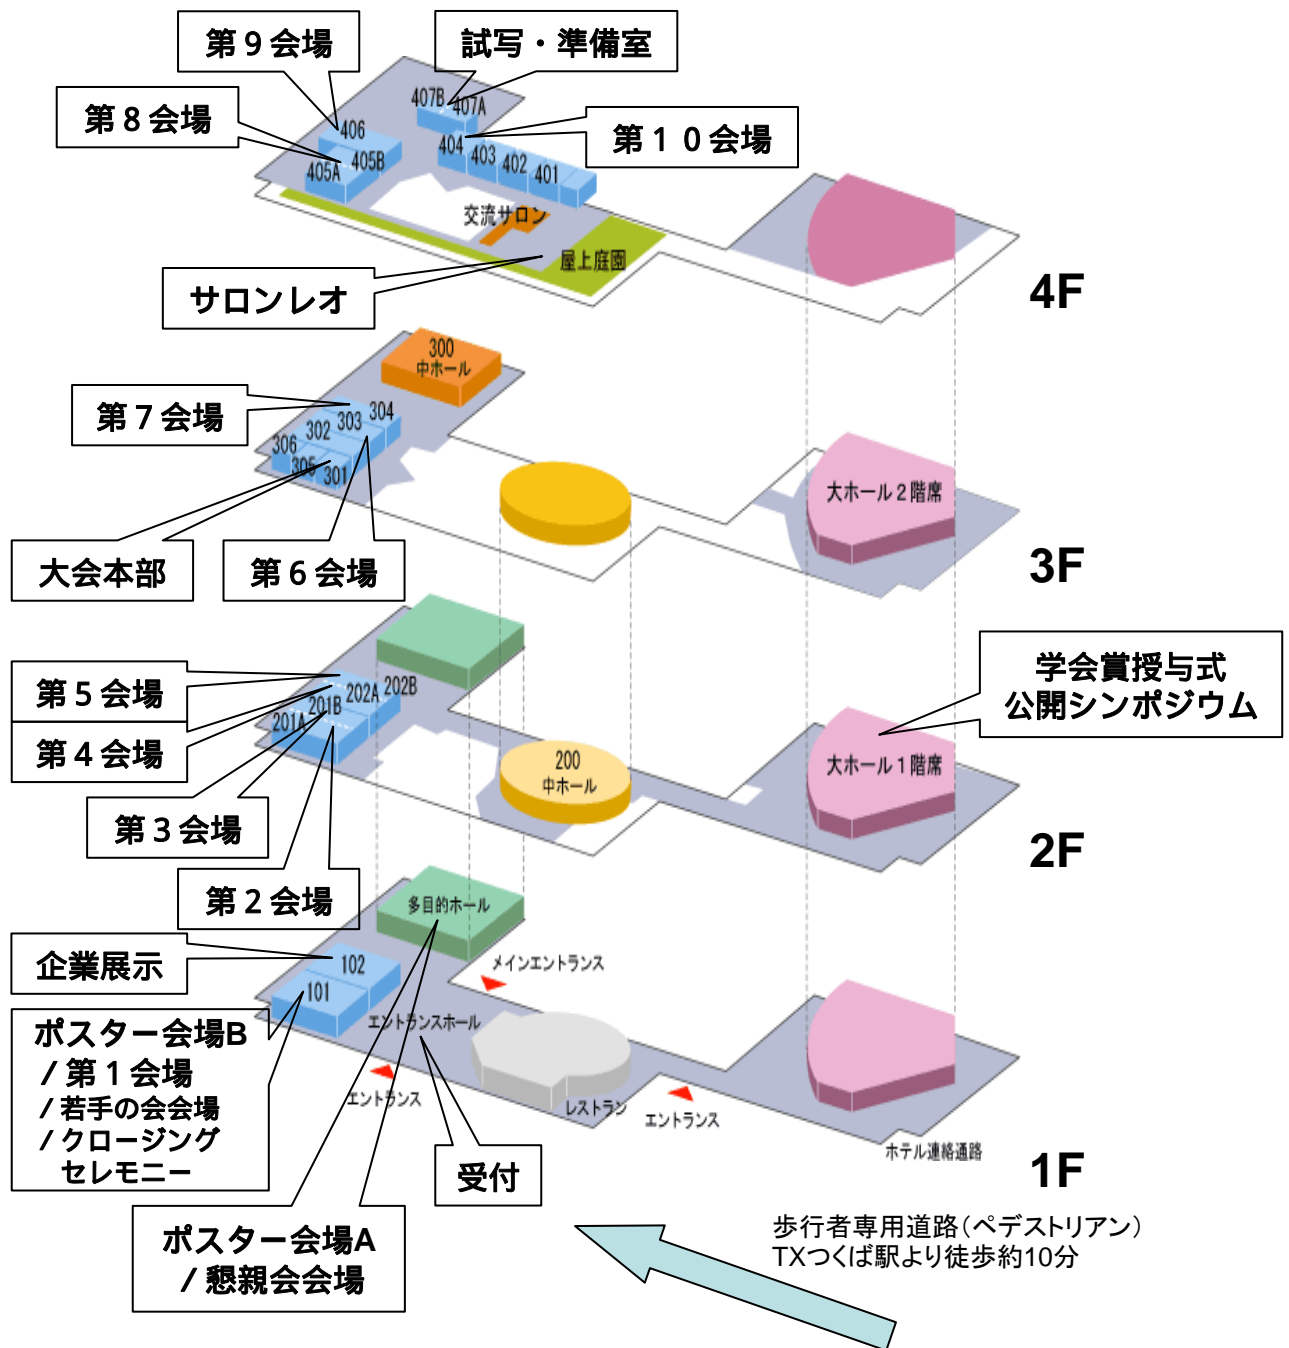 第９会場
試写・準備室
第８会場
第１０会場
407B
407A
406
405B
405A
404
403
402
401
交流サロン
屋上庭園
サロンレオ
4F
300
中ホール
第７会場
304
303
302
306
305
301
大ホール２階席
大会本部
第６会場
3F
第５会場
第４会場
202B
202A
201B
201A
200
中ホール
学会賞授与式
公開シンポジウム
大ホール１階席
第３会場
第２会場
2F
多目的ホール
企業展示
102
101
メインエントランス
エントランスホール
ポスター会場B
/ 第１会場
/ 若手の会会場
/ クロージング
セレモニー
エントランス
レストラン
エントランス
ホテル連絡通路
受付
1F
ポスター会場A
/ 懇親会会場
歩行者専用道路（ペデストリアン）
TXつくば駅より徒歩約10分